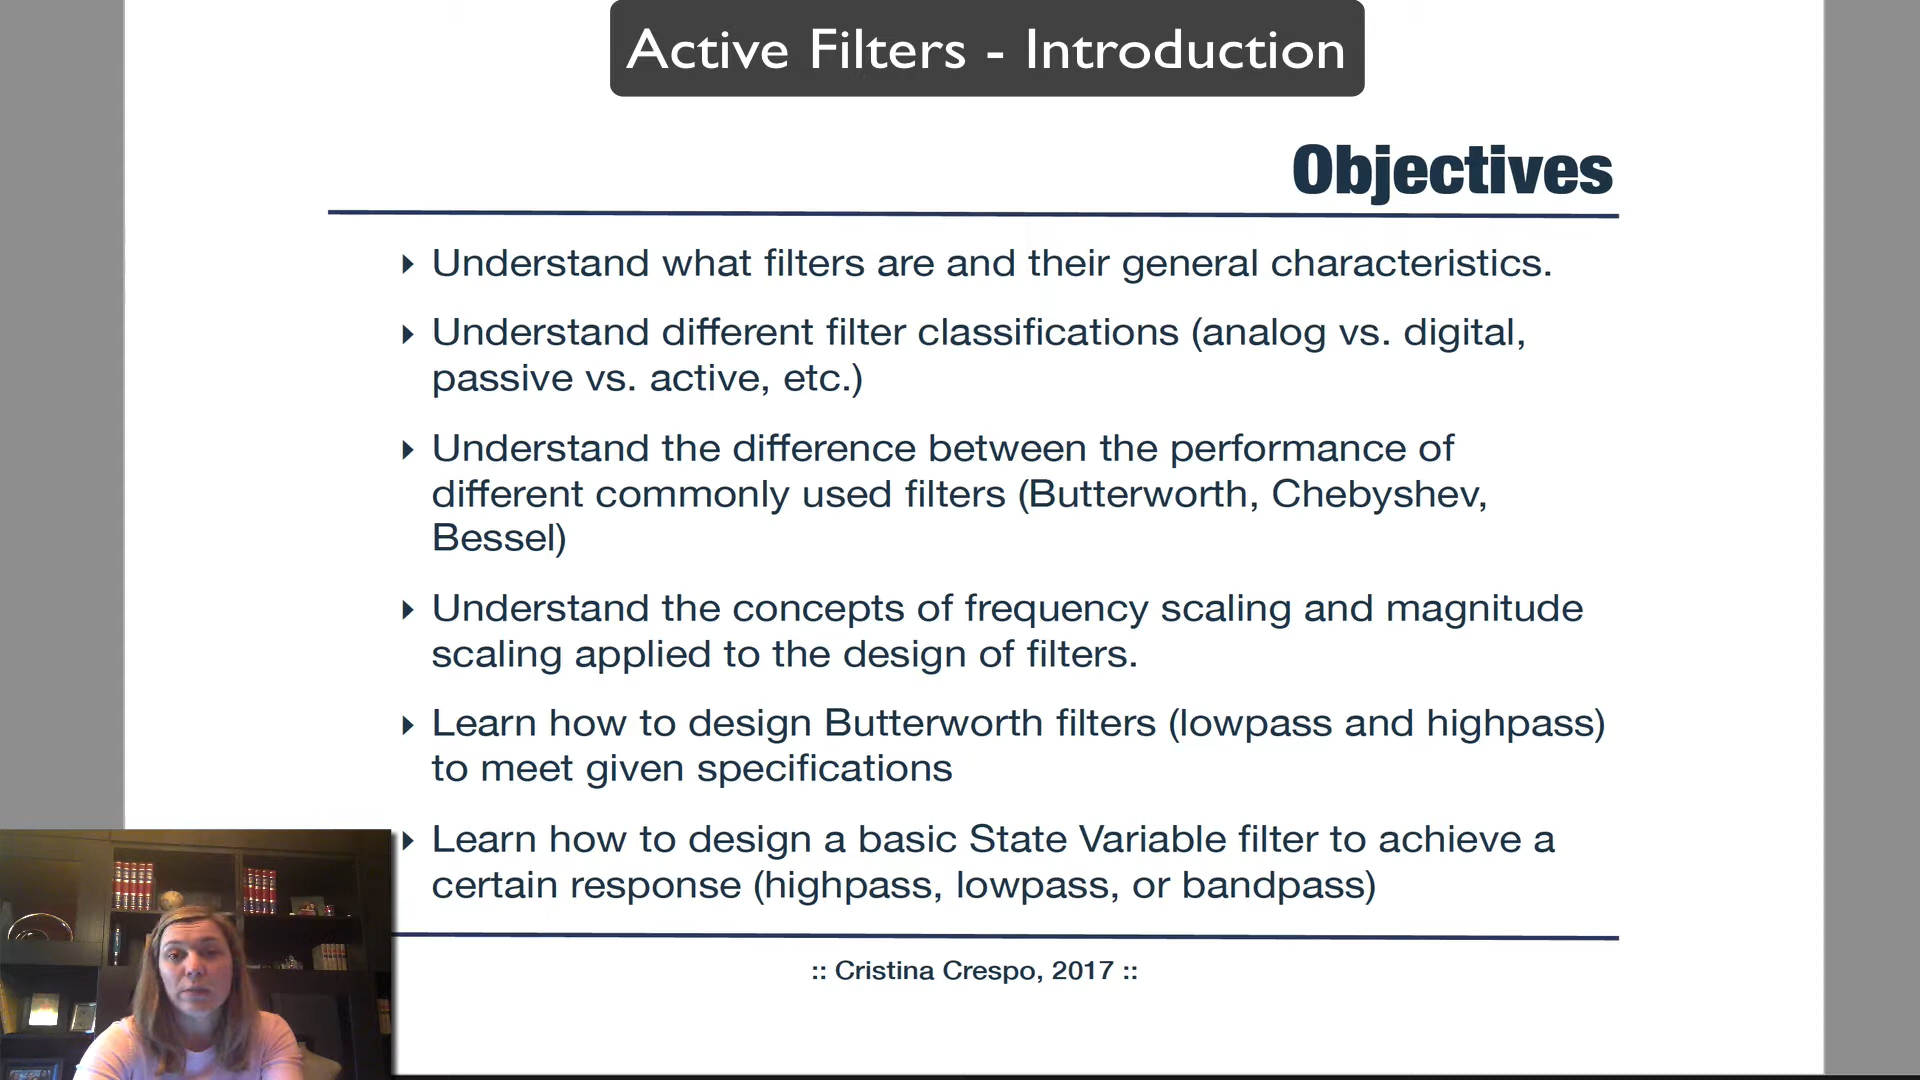 Active Filters - Introduction
Objectives
Understand what filters are and their general characteristics.
Understand different filter classifications (analog vs. digital,
passive vs. active, etc.)
Understand the difference between the performance of
different commonly used filters (Butterworth, Chebyshev,
Bessel)
Understand the concepts of frequency scaling and magnitude
scaling applied to the design of filters.
Learn how to design Butterworth filters (lowpass and highpass)
to meet given specifications
Learn how to design a basic State Variable filter to achieve a
certain response (highpass, lowpass, or bandpass)
:: Cristina Crespo, 2017 ::